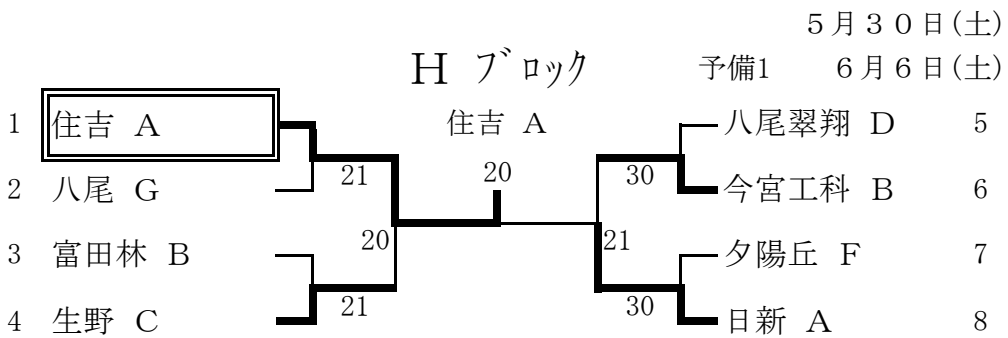 ５月３０日(土)
Ｈ ブロック
予備1 ６月６日(土)
1 住吉 Ａ
住吉 Ａ
八尾翠翔 Ｄ 5
21
20
30
2 八尾 Ｇ
今宮工科 Ｂ 6
20
21
3 富田林 Ｂ
夕陽丘 Ｆ 7
21
30
4 生野 Ｃ
日新 Ａ 8